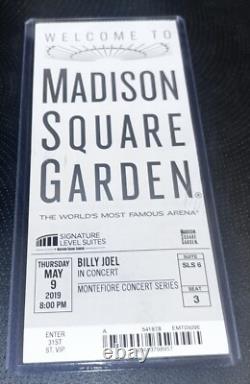 WELCOME TO
MADISON
SQUARE
GARDEN®
THE WORLD'S MOST FAMOUS ARENA®
SIGNATURE
LEVEL SUITES
MADISON
SQUARE
GARDEN
THURSDAY
MAY
9
2019
8:00 PM
BILLY JOEL
IN CONCERT
MONTEFIORE CONCERT SERIES
SUITE
SLS 6
SEAT
3
ENTER
31ST
ST. VIP
A